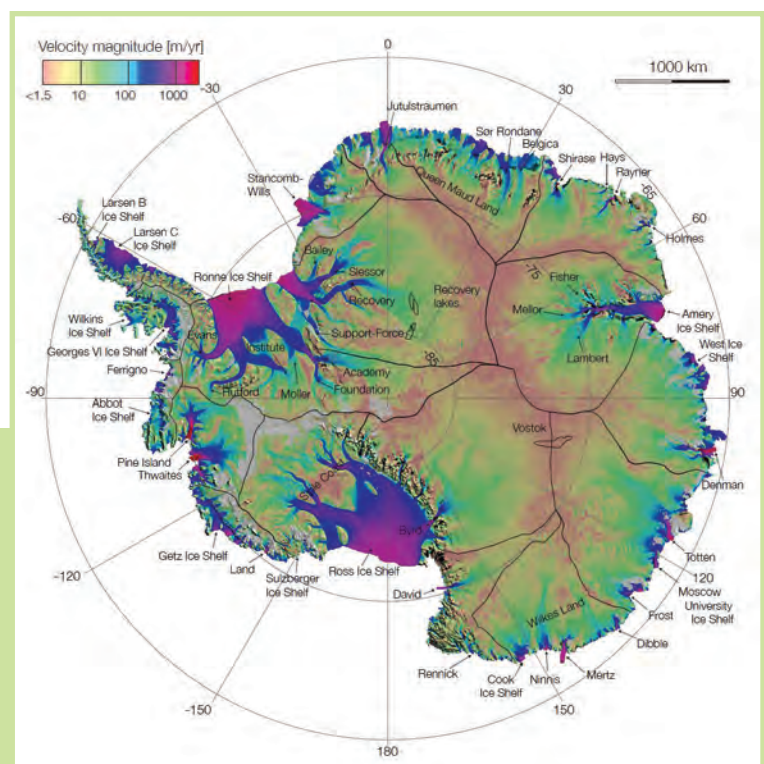 Velocity magnitude [m/yr]
<1.5 10 100 1000
1000 km
0
30
-30
60
-60
90
-90
120
-120
150
-150
180
-65
-75
-85
Jutulstraumen
Sør Rondane
Belgica
Shirase
Hays
Rayner
Queen Maud Land
Stancomb-
Wills
Larsen B
Ice Shelf
Larsen C
Ice Shelf
Holmes
Bailey
Slessor
Ronne Ice Shelf
Recovery
Recovery
lakes
Fisher
Mellor
Amery
Ice Shelf
Wilkins
Ice Shelf
Evans
Support-Force
Lambert
West Ice
Shelf
Georges VI Ice Shelf
Institute
Ferrigno
Rutford
Moller
Academy
Foundation
Abbot
Ice Shelf
Vostok
Pine Island
Thwaites
Siple Co
Denman
Byrd
Getz Ice Shelf
Land
Sulzberger
Ice Shelf
Ross Ice Shelf
Totten
Moscow
University
Ice Shelf
David
Wilkes Land
Frost
Dibble
Rennick
Cook
Ice Shelf
Ninnis
Mertz